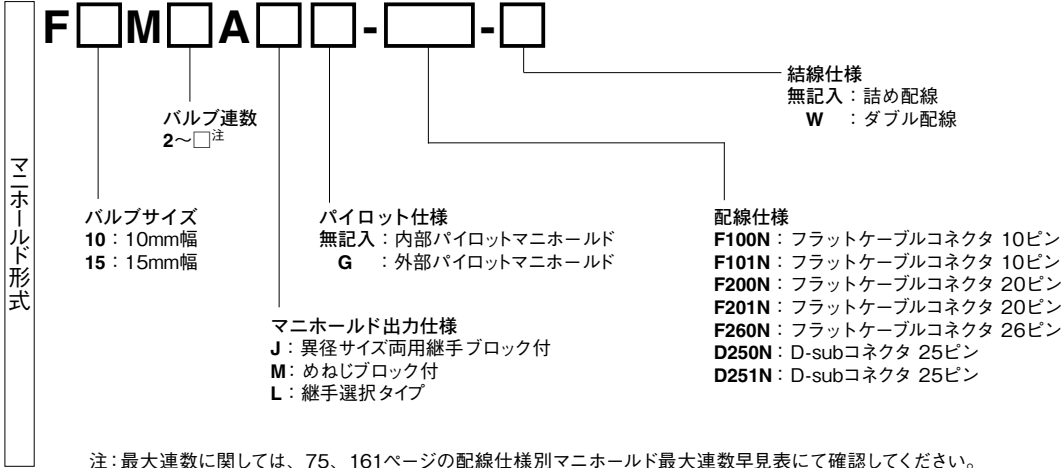 マニホールド形式
F□M□A□□-□-□
結線仕様
無記入：詰め配線
W ：ダブル配線
バルブ連数
2～□注
バルブサイズ
10：10mm幅
15：15mm幅
パイロット仕様
無記入：内部パイロットマニホールド
G ：外部パイロットマニホールド
マニホールド出力仕様
J：異径サイズ両用継手ブロック付
M：めねじブロック付
L：継手選択タイプ
配線仕様
F100N：フラットケーブルコネクタ 10ピン
F101N：フラットケーブルコネクタ 10ピン
F200N：フラットケーブルコネクタ 20ピン
F201N：フラットケーブルコネクタ 20ピン
F260N：フラットケーブルコネクタ 26ピン
D250N：D-subコネクタ 25ピン
D251N：D-subコネクタ 25ピン
注：最大連数に関しては、75、161ページの配線仕様別マニホールド最大連数早見表にて確認してください。